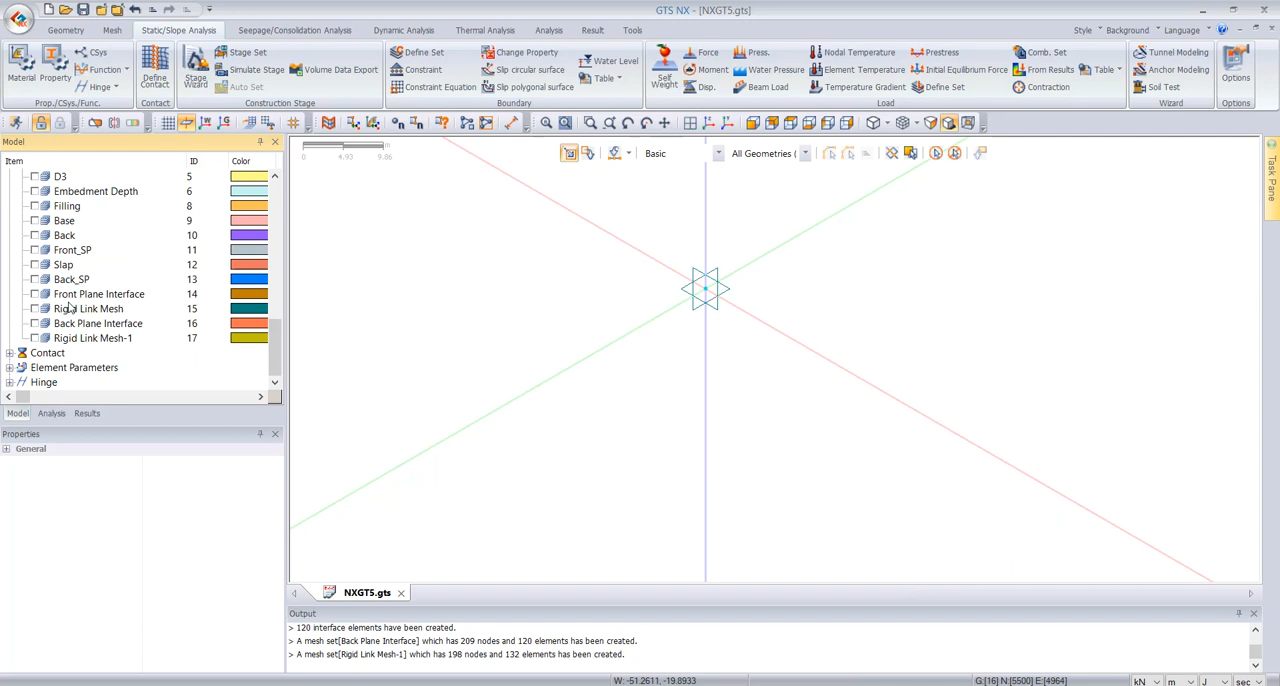 GTS NX - [NXGT5.gts]
Geometry Mesh Static/Slope Analysis Seepage/Consolidation Analysis Dynamic Analysis Thermal Analysis Analysis Result Tools Style Background Language
Material
Property
CSys
Function
Hinge
Prop./CSys./Func.
Define Contact
Contact
Stage Wizard
Stage Set
Simulate Stage
Auto Set
Volume Data Export
Construction Stage
Define Set
Constraint
Constraint Equation
Change Property
Slip circular surface
Slip polygonal surface
Water Level
Table
Boundary
Self Weight
Force
Moment
Disp.
Press.
Water Pressure
Beam Load
Nodal Temperature
Element Temperature
Temperature Gradient
Prestress
Initial Equilibrium Force
Define Set
Comb. Set
From Results
Contraction
Table
Load
Tunnel Modeling
Anchor Modeling
Soil Test
Wizard
Options
Options
Model
Item ID Color
D3 5
Embedment Depth 6
Filling 8
Base 9
Back 10
Front_SP 11
Slap 12
Back_SP 13
Front Plane Interface 14
Rigid Link Mesh 15
Back Plane Interface 16
Rigid Link Mesh-1 17
Contact
Element Parameters
Hinge
Model Analysis Results
Properties
General
0 4.93 9.86 m
Basic
All Geometries (
Task Pane
NXGT5.gts
Output
> 120 interface elements have been created.
> A mesh set[Back Plane Interface] which has 209 nodes and 120 elements has been created.
> A mesh set[Rigid Link Mesh-1] which has 198 nodes and 132 elements has been created.
W: -51.2611, -19.8933
G:[16] N:[5500] E:[4964]
kN m J sec